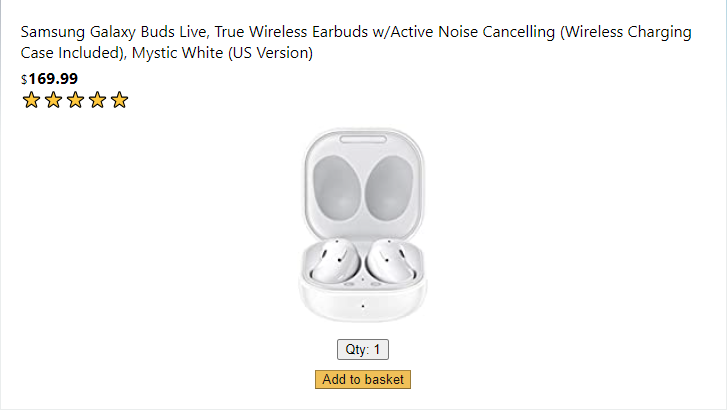 Samsung Galaxy Buds Live, True Wireless Earbuds w/Active Noise Cancelling (Wireless Charging
Case Included), Mystic White (US Version)
$169.99
Qty: 1
Add to basket